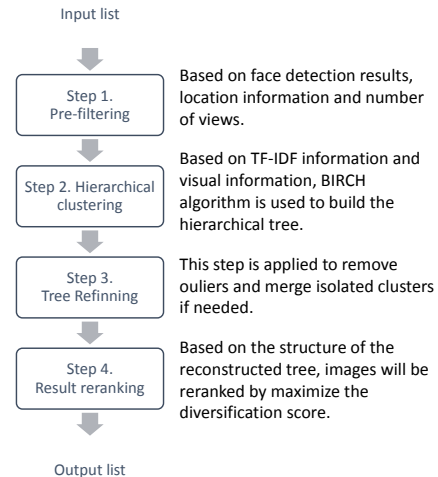 Input list
Step 1.
Pre-filtering
Based on face detection results,
location information and number
of views.
Step 2. Hierarchical
clustering
Based on TF-IDF information and
visual information, BIRCH
algorithm is used to build the
hierarchical tree.
Step 3.
Tree Refinning
This step is applied to remove
ouliers and merge isolated clusters
if needed.
Step 4.
Result reranking
Based on the structure of the
reconstructed tree, images will be
reranked by maximize the
diversification score.
Output list